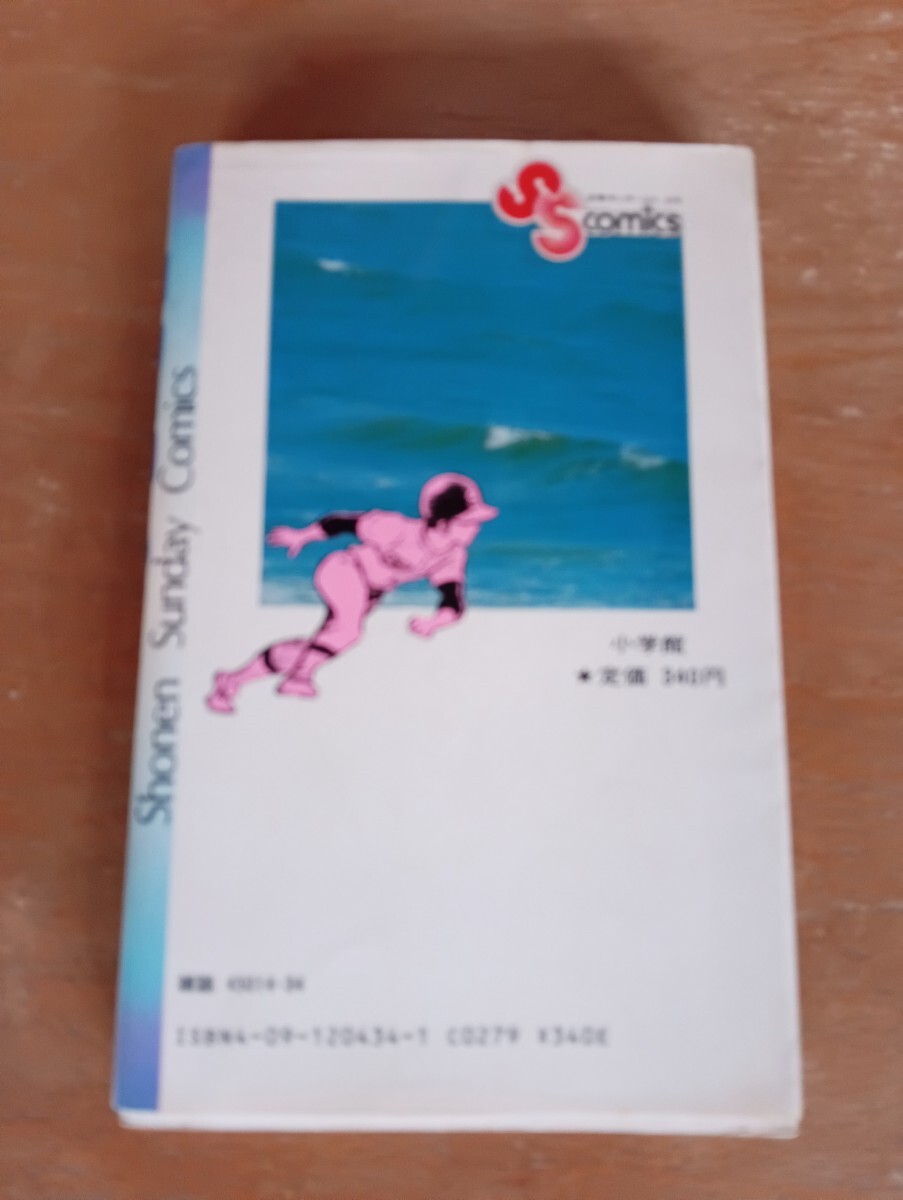 SS comics
Shonen Sunday Comics
小学館
●定価 340円
雑誌 45014-34
ISBN4-09-120434-1 C0279 ¥340E